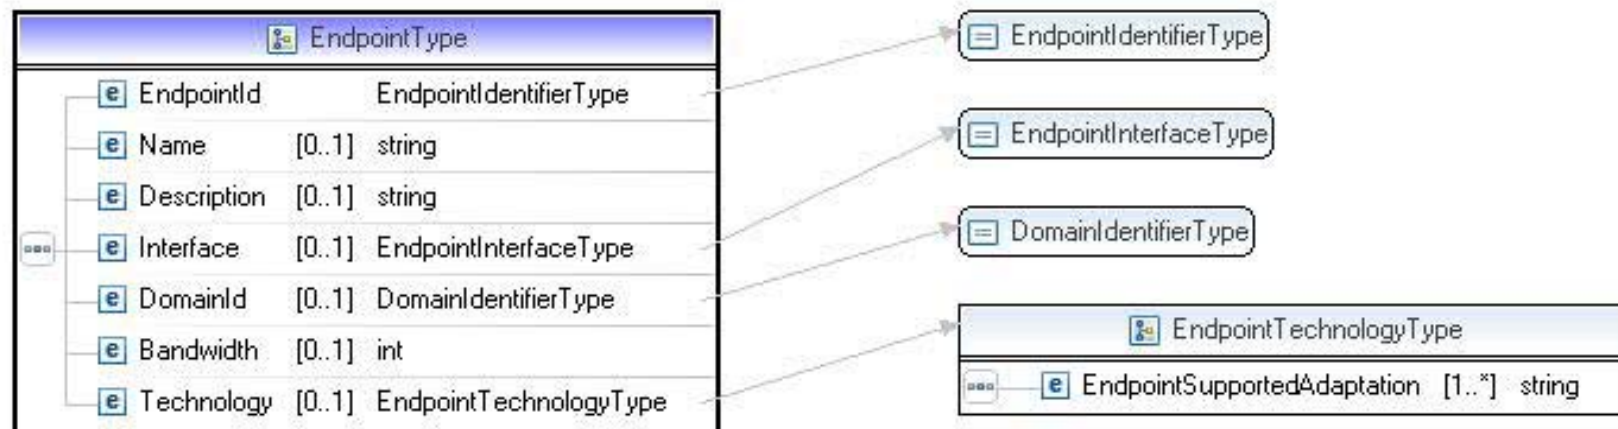 EndpointType
e EndpointId EndpointIdentifierType
e Name [0..1] string
e Description [0..1] string
e Interface [0..1] EndpointInterfaceType
e DomainId [0..1] DomainIdentifierType
e Bandwidth [0..1] int
e Technology [0..1] EndpointTechnologyType
EndpointIdentifierType
EndpointInterfaceType
DomainIdentifierType
EndpointTechnologyType
e EndpointSupportedAdaptation [1..*] string